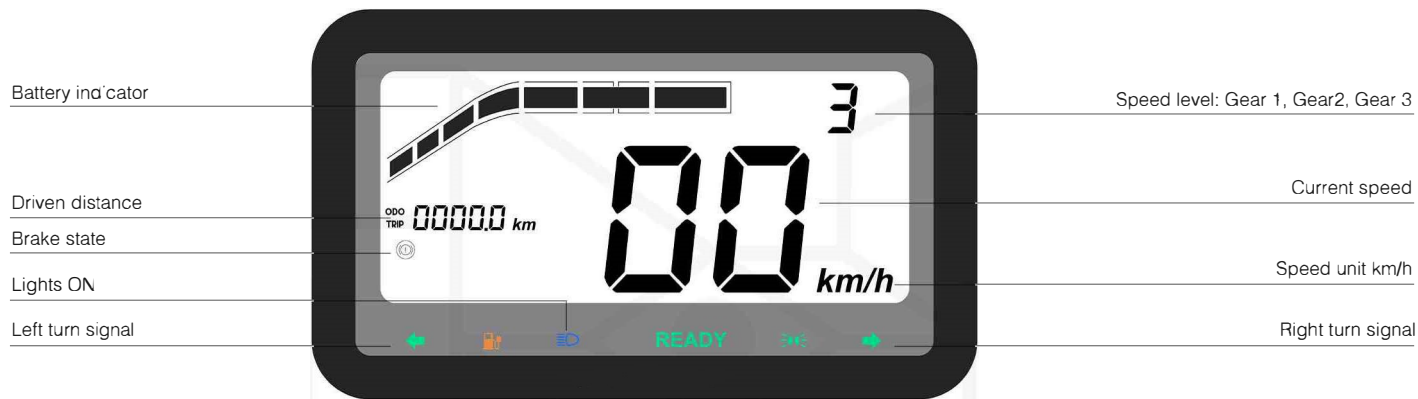 Battery indicator
Speed level: Gear 1, Gear2, Gear 3
3
Current speed
00
Driven distance
ODO
TRIP
0000.0 km
Brake state
Speed unit km/h
km/h
Lights ON
Left turn signal
READY
Right turn signal